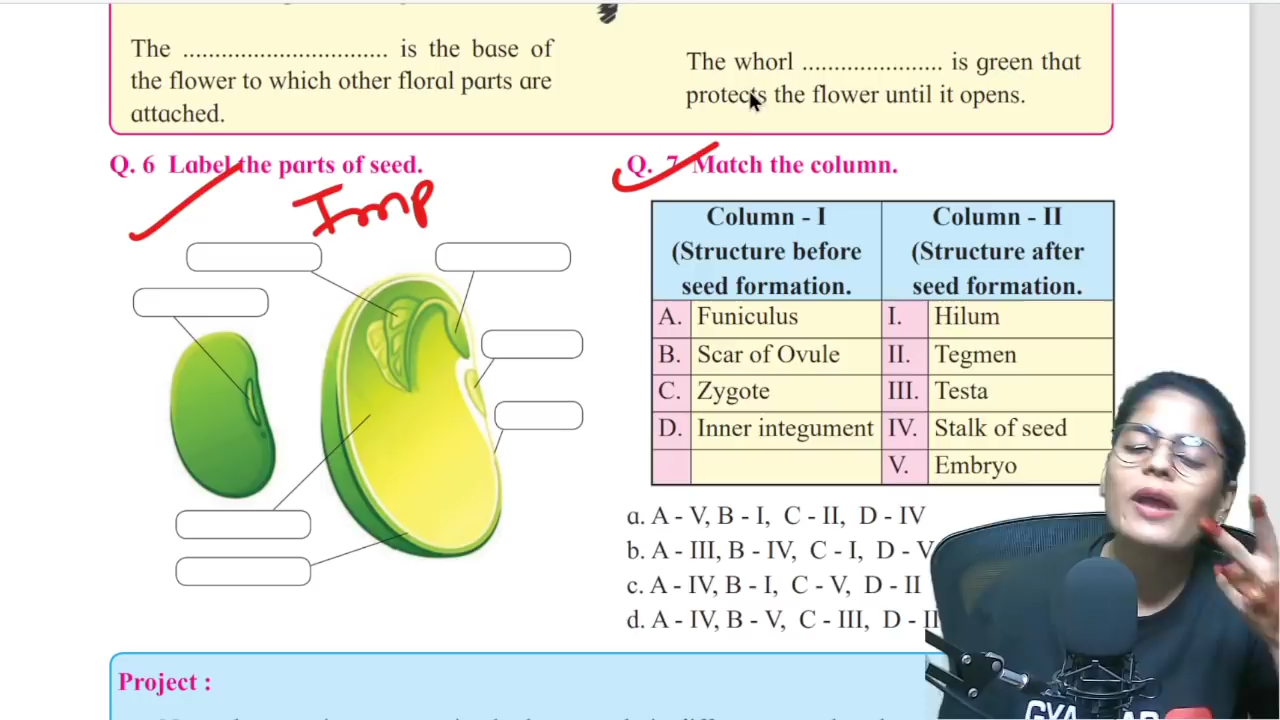 The ................................. is the base of
the flower to which other floral parts are
attached.
The whorl ...................... is green that
protects the flower until it opens.
Q. 6 Label the parts of seed.
Imp
Q. 7 Match the column.
Column - I
(Structure before
seed formation.
Column - II
(Structure after
seed formation.
A. Funiculus I. Hilum
B. Scar of Ovule II. Tegmen
C. Zygote III. Testa
D. Inner integument IV. Stalk of seed
V. Embryo
a. A - V, B - I, C - II, D - IV
b. A - III, B - IV, C - I, D - V
c. A - IV, B - I, C - V, D - II
d. A - IV, B - V, C - III, D - II
Project :